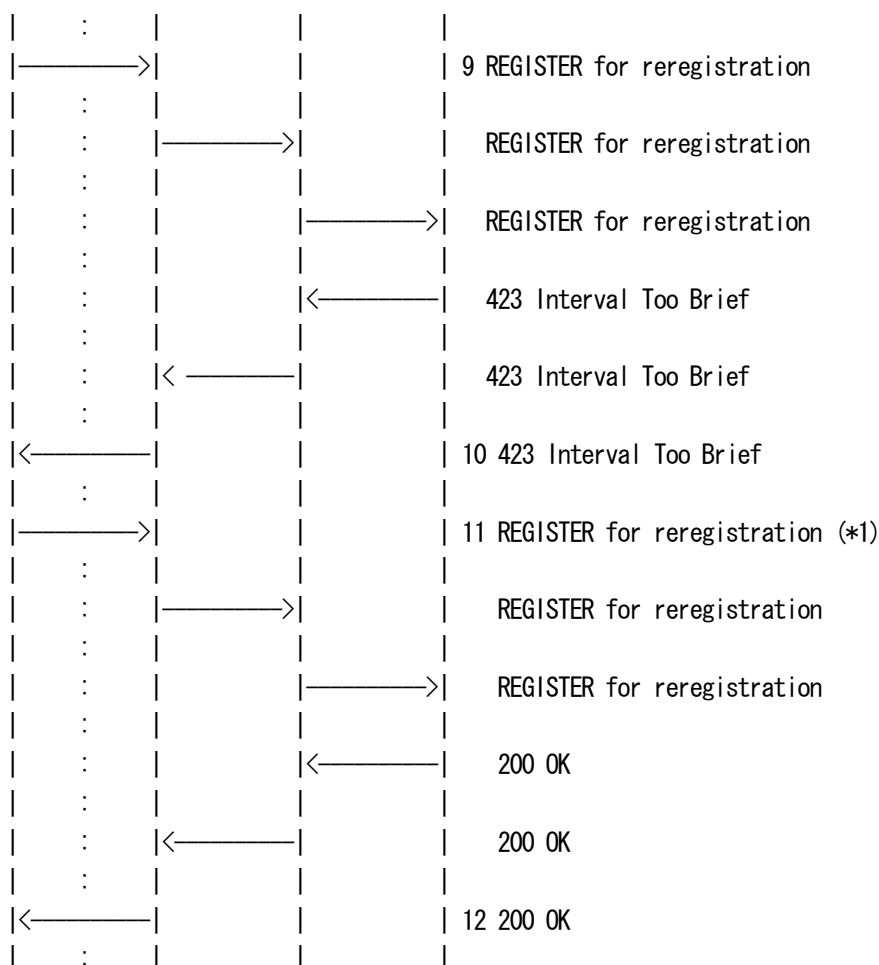 9 REGISTER for reregistration
REGISTER for reregistration
REGISTER for reregistration
423 Interval Too Brief
423 Interval Too Brief
10 423 Interval Too Brief
11 REGISTER for reregistration (*1)
REGISTER for reregistration
REGISTER for reregistration
200 OK
200 OK
12 200 OK